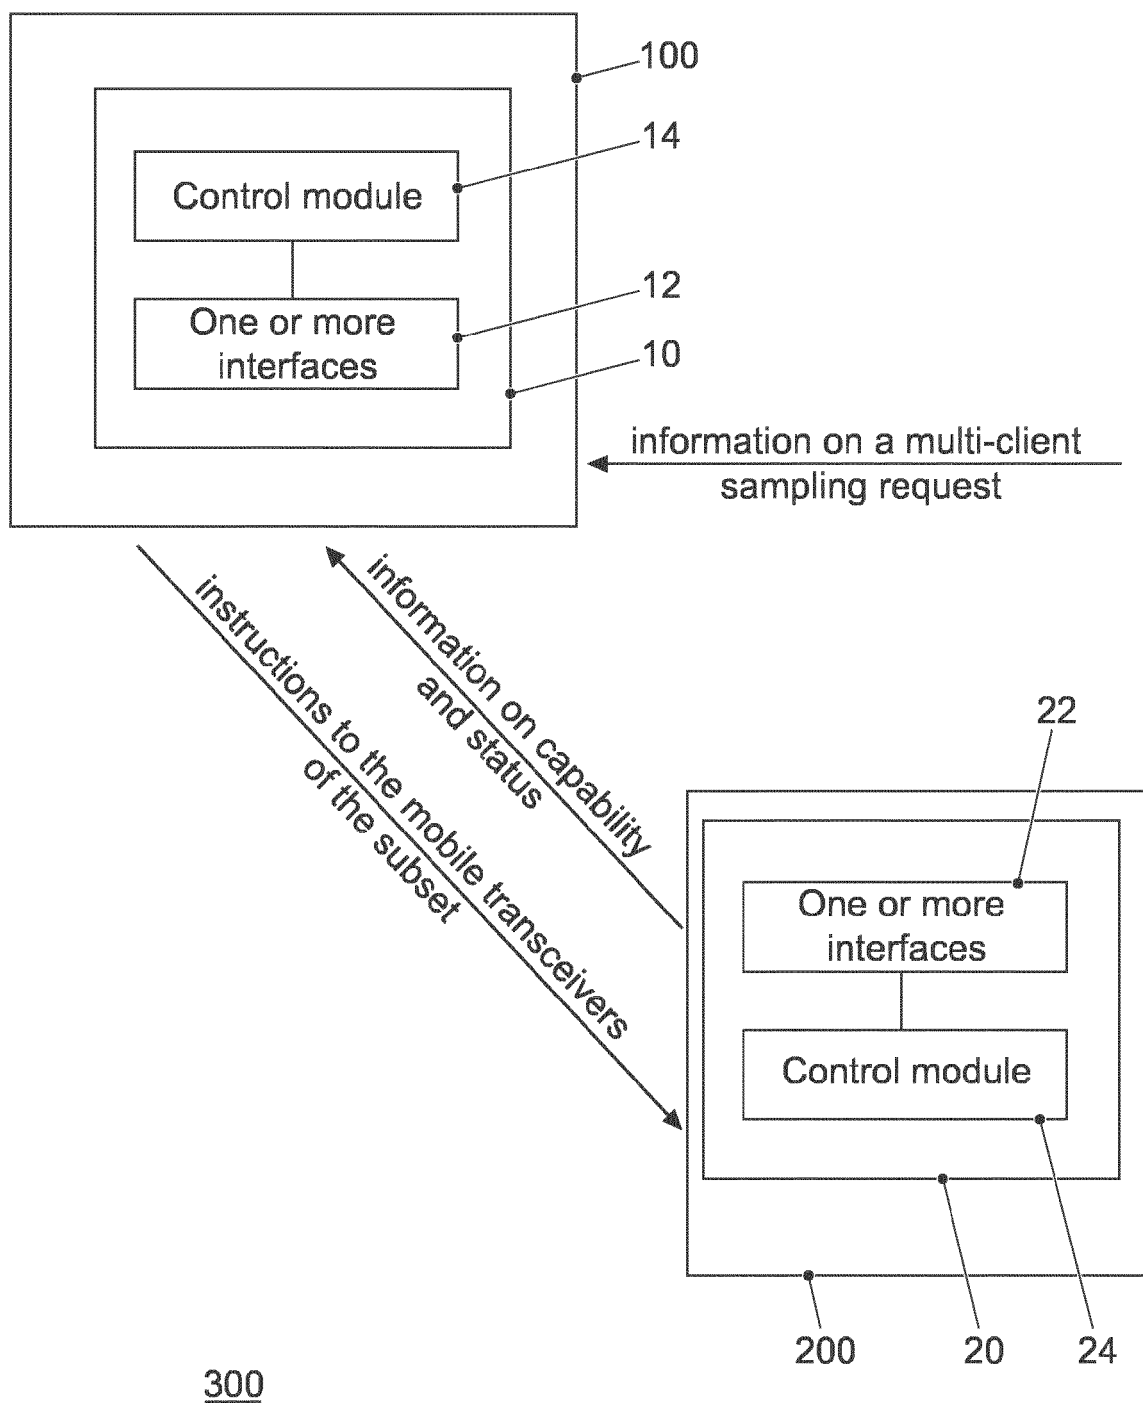 100
14
Control module
12
One or more
interfaces
10
information on a multi-client
sampling request
information on capability
and status
instructions to the mobile transceivers
of the subset
22
One or more
interfaces
Control module
200
20
24
300